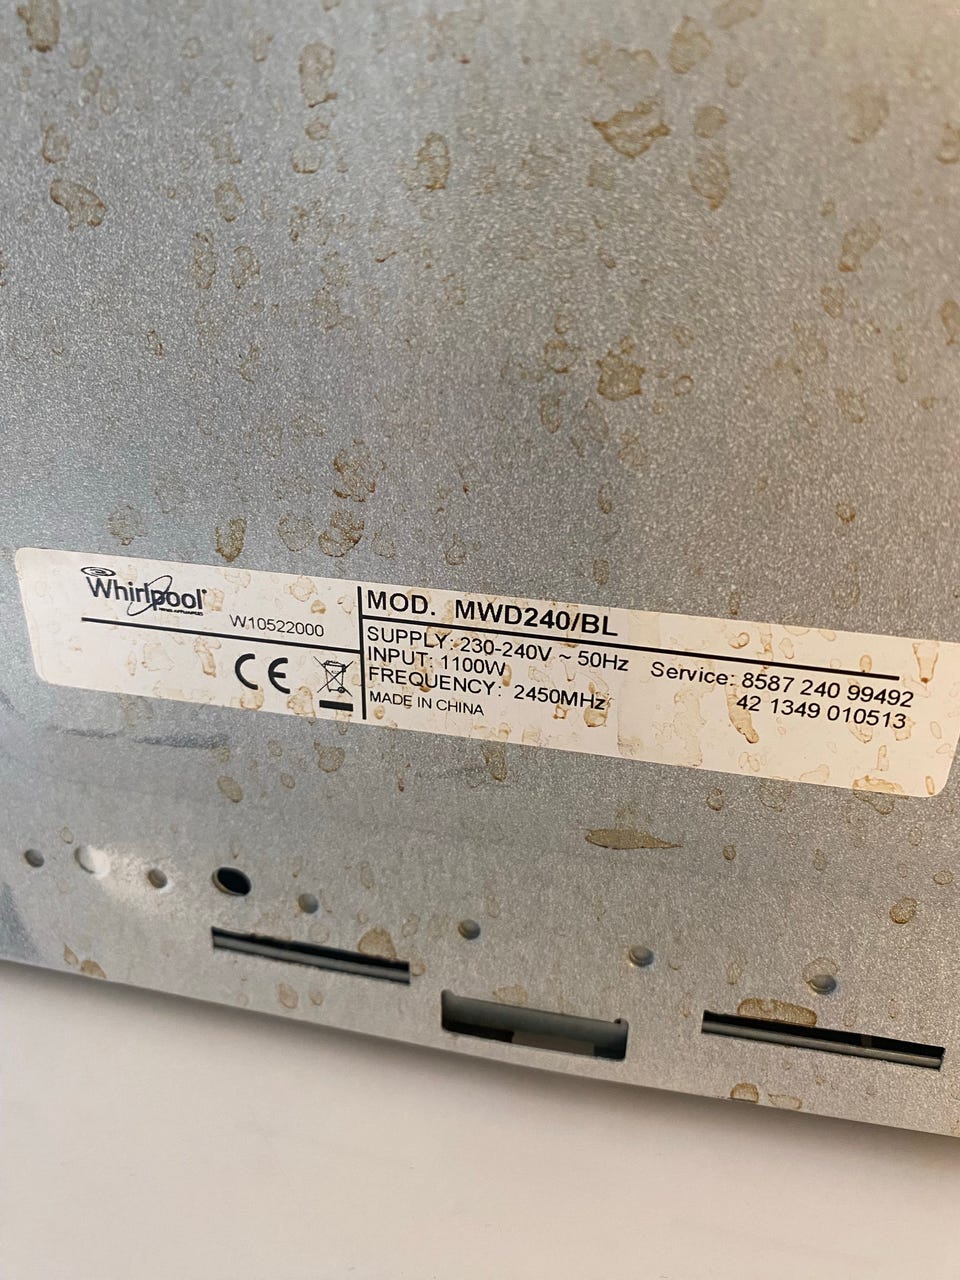 Whirlpool
W10522000
CE
MOD. MWD240/BL
SUPPLY: 230-240V ~ 50Hz
INPUT: 1100W
FREQUENCY: 2450MHz
MADE IN CHINA
Service: 8587 240 99492
42 1349 010513